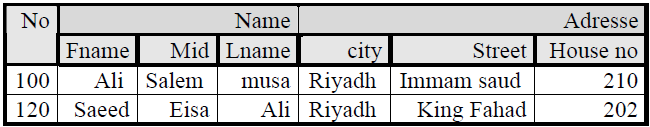 No Name Adresse
Fname Mid Lname city Street House no
100 Ali Salem musa Riyadh Immam saud 210
120 Saeed Eisa Ali Riyadh King Fahad 202